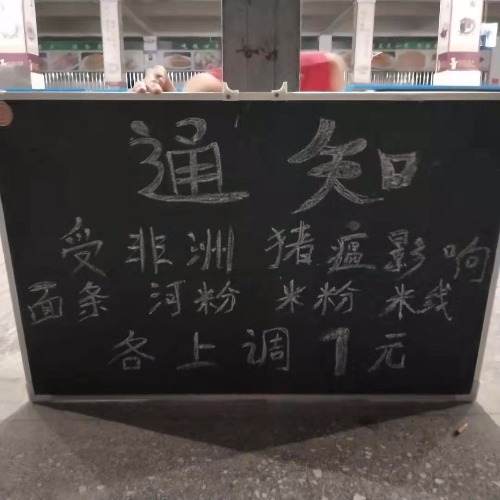 通知
受非洲猪瘟影响
面条 河粉 米粉 米线
各上调1元